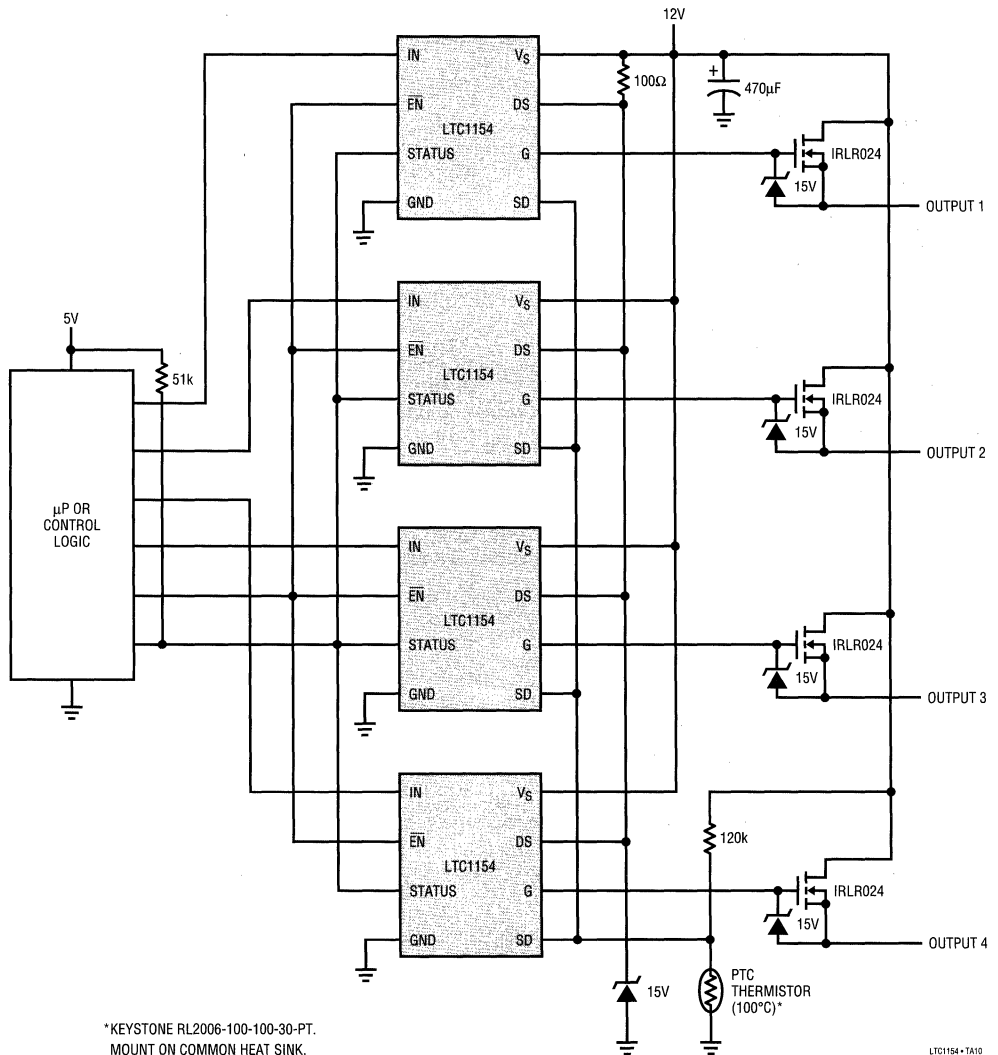 12V
IN
VS
100Ω
+
470µF
EN
DS
LTC1154
STATUS
G
IRLR024
15V
GND
SD
OUTPUT 1
IN
VS
5V
51k
EN
DS
LTC1154
STATUS
G
IRLR024
15V
GND
SD
OUTPUT 2
µP OR
CONTROL
LOGIC
IN
VS
EN
DS
LTC1154
STATUS
G
IRLR024
15V
GND
SD
OUTPUT 3
IN
VS
120k
EN
DS
LTC1154
STATUS
G
IRLR024
15V
GND
SD
OUTPUT 4
15V
PTC
THERMISTOR
(100°C)*
*KEYSTONE RL2006-100-100-30-PT.
MOUNT ON COMMON HEAT SINK.
LTC1154 • TA10